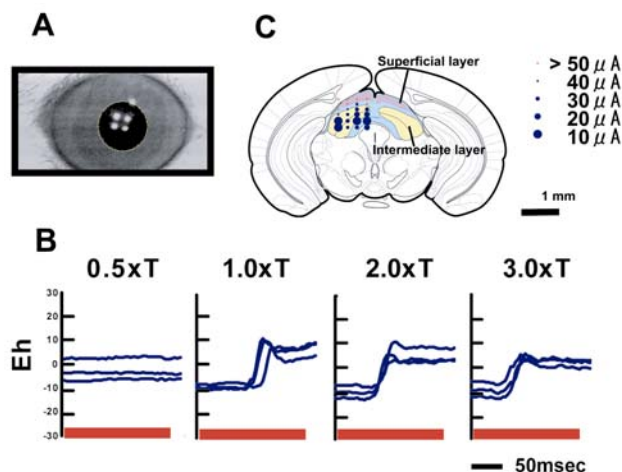 A
C
Superficial layer
Intermediate layer
> 50 μA
40 μA
30 μA
20 μA
10 μA
1 mm
B
0.5xT
1.0xT
2.0xT
3.0xT
Eh
30
20
10
0
-10
-20
-30
50msec